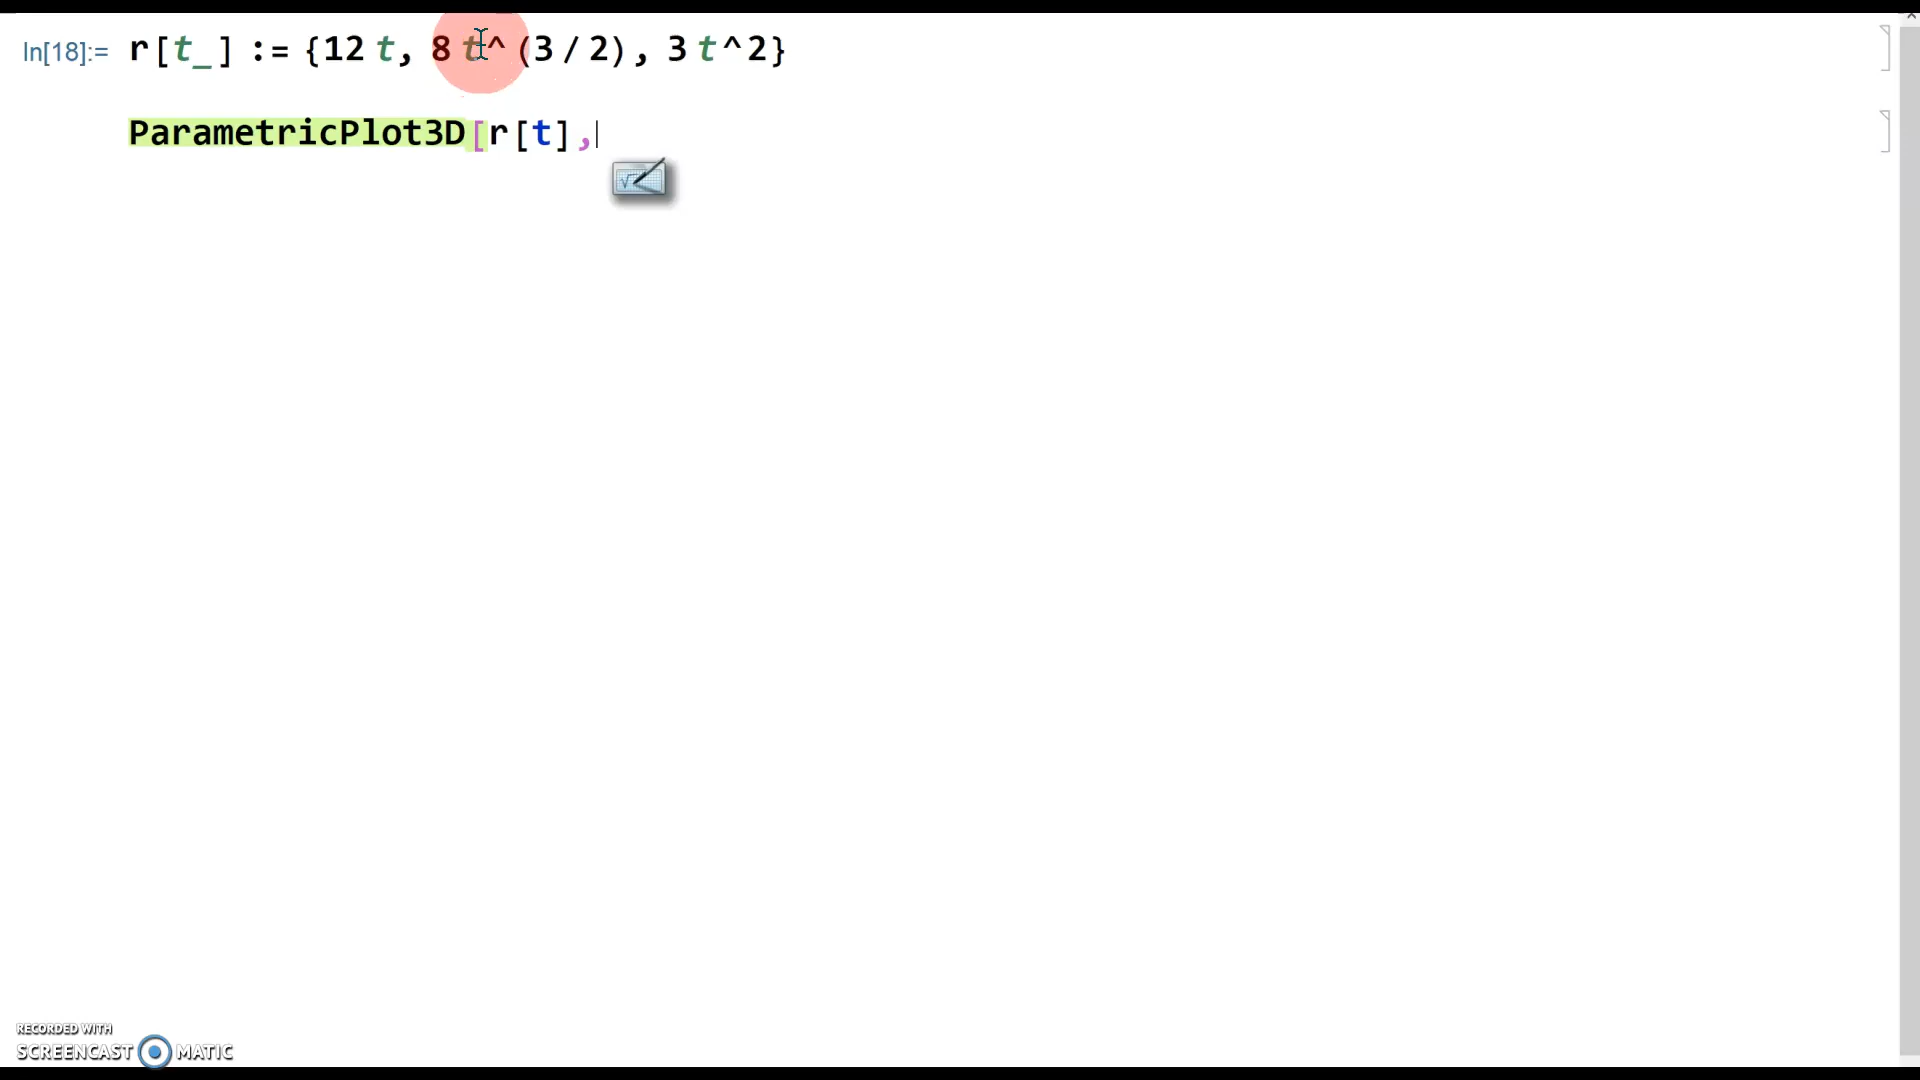 In[18]:= r[t_] := {12 t, 8 t^(3/2), 3 t^2}
ParametricPlot3D[r[t],
RECORDED WITH
SCREENCAST MATIC